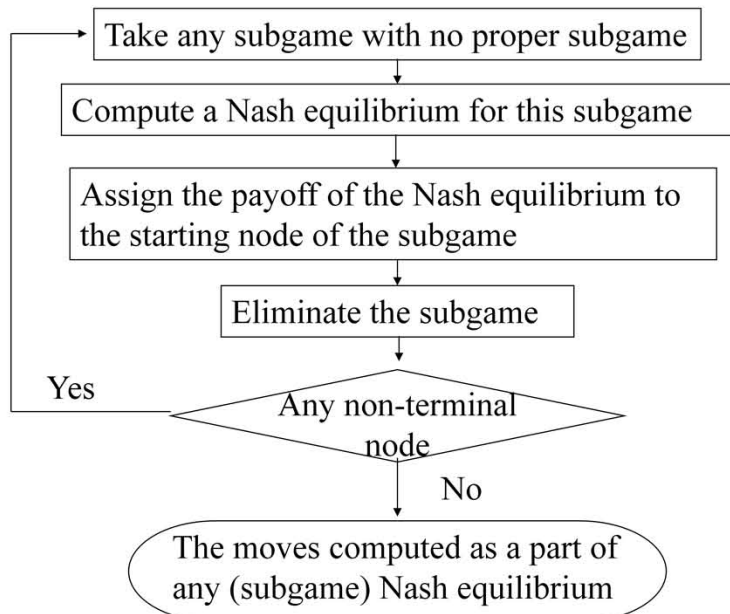 Take any subgame with no proper subgame
Compute a Nash equilibrium for this subgame
Assign the payoff of the Nash equilibrium to
the starting node of the subgame
Eliminate the subgame
Yes
Any non-terminal
node
No
The moves computed as a part of
any (subgame) Nash equilibrium